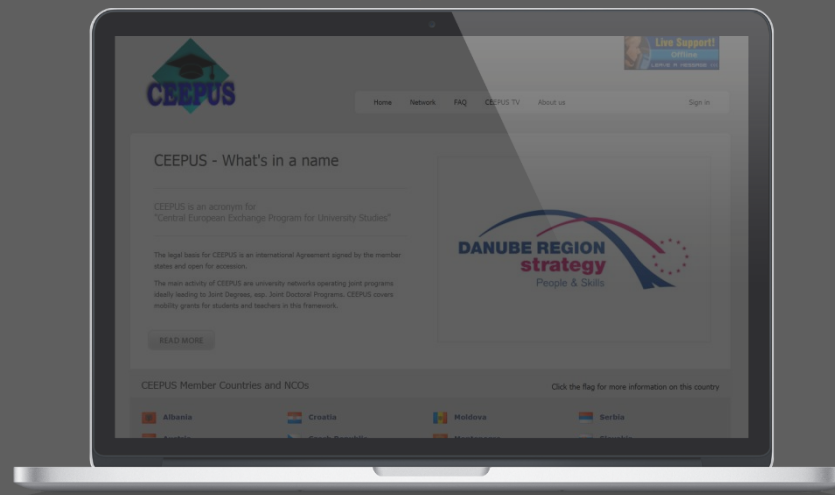 Live Support!
Offline
CEEPUS
Home Network FAQ CEEPUS TV About us Sign in
CEEPUS - What's in a name
CEEPUS is an acronym for
"Central European Exchange Program for University Studies"
The legal basis for CEEPUS is an international Agreement signed by the member
states and open for accession.
The main activity of CEEPUS are university networks operating joint programs
ideally leading to Joint Degrees, esp. Joint Doctoral Programs. CEEPUS covers
mobility grants for students and teachers in this framework.
READ MORE
DANUBE REGION
strategy
People & Skills
CEEPUS Member Countries and NCOs Click the flag for more information on this country
Albania Croatia Moldova Serbia